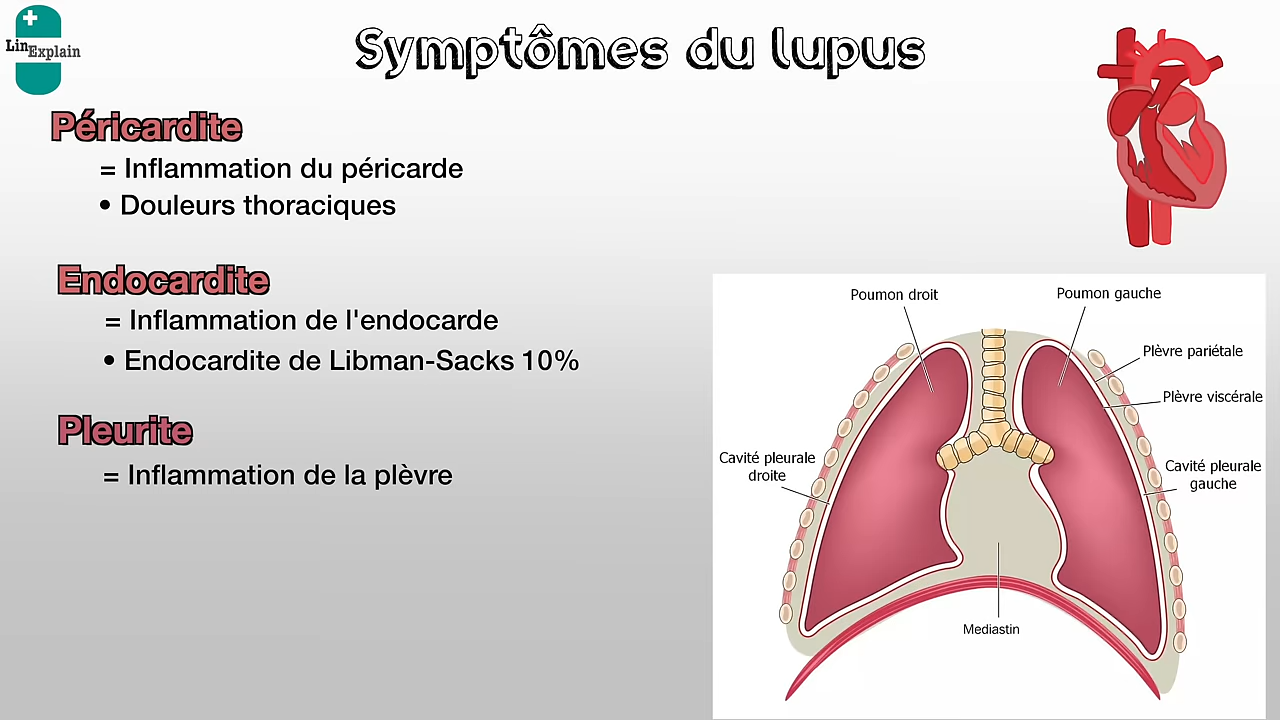 LinExplain
Symptômes du lupus
Péricardite
= Inflammation du péricarde
• Douleurs thoraciques
Endocardite
= Inflammation de l'endocarde
• Endocardite de Libman-Sacks 10%
Pleurite
= Inflammation de la plèvre
Poumon droit
Poumon gauche
Plèvre pariétale
Plèvre viscérale
Cavité pleurale
droite
Cavité pleurale
gauche
Mediastin